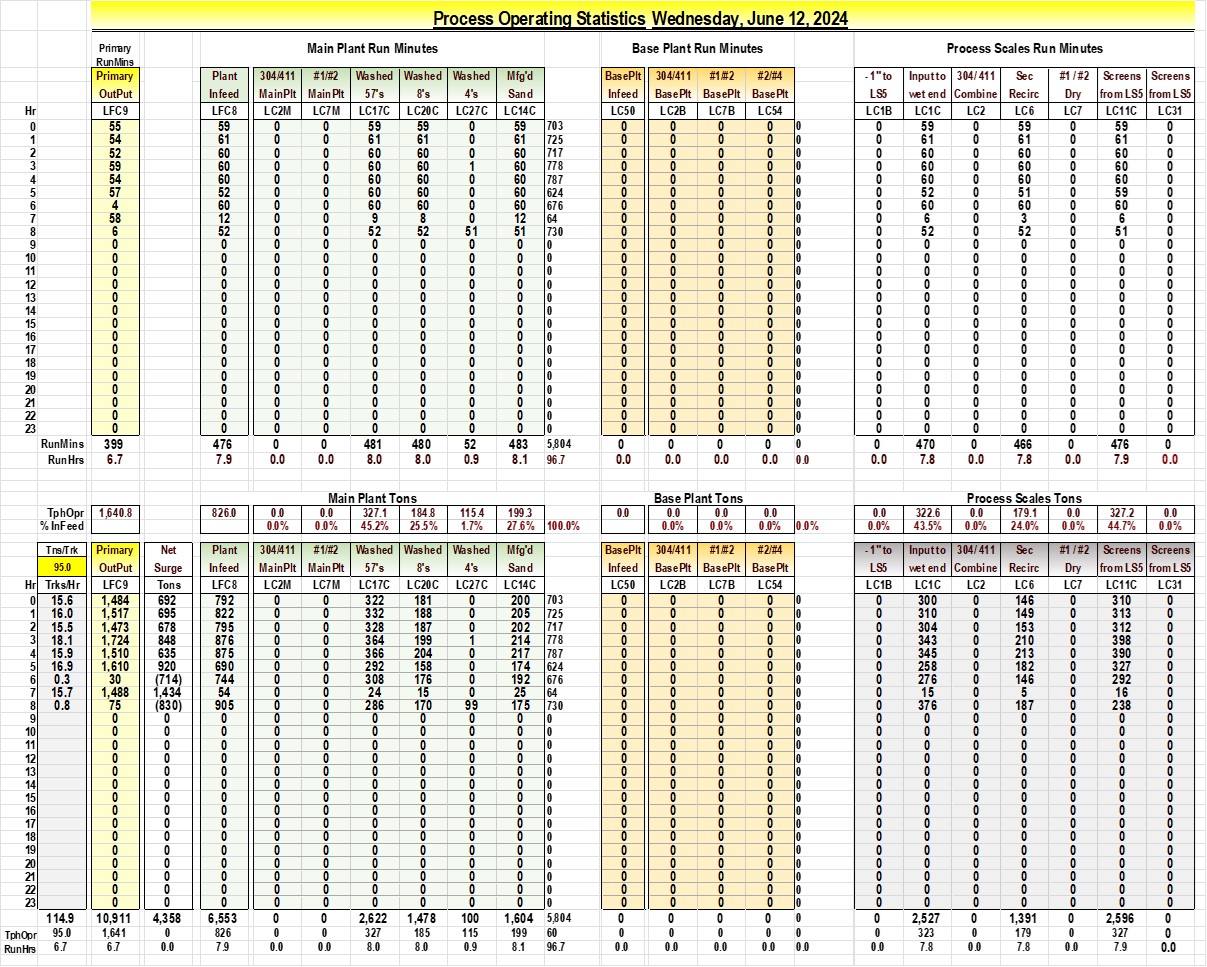 Process Operating Statistics Wednesday, June 12, 2024
Primary Main Plant Run Minutes Base Plant Run Minutes Process Scales Run Minutes
RunMins
Primary Plant 304/411 #1/#2 Washed Washed Washed Mfg'd BasePlt 304/411 #1/#2 #2/#4 - 1" to Input to 304/ 411 Sec #1 / #2 Screens Screens
OutPut Infeed MainPlt Main Plt 57's 8's 4's Sand Infeed BasePlt BasePlt BasePlt LS5 wet end Combine Recirc Dry from LS5 from LS5
Hr LFC9 LFC8 LC2M LC7M LC17C LC20C LC27C LC14C LC50 LC2B LC7B LC54 LC1B LC1C LC2 LC6 LC7 LC11C LC31
0 55 59 0 0 59 59 0 59 703 0 0 0 0 0 0 59 0 59 0 59 0
1 54 61 0 0 61 61 0 61 725 0 0 0 0 0 0 61 0 61 0 61 0
2 52 60 0 0 60 60 0 60 717 0 0 0 0 0 0 60 0 60 0 60 0
3 59 60 0 0 60 60 1 60 778 0 0 0 0 0 0 60 0 60 0 60 0
4 54 60 0 0 60 60 0 60 787 0 0 0 0 0 0 60 0 60 0 60 0
5 57 52 0 0 60 60 0 60 624 0 0 0 0 0 0 52 0 51 0 59 0
6 4 60 0 0 60 60 0 60 676 0 0 0 0 0 0 60 0 60 0 60 0
7 58 12 0 0 9 8 0 12 64 0 0 0 0 0 0 6 0 3 0 6 0
8 6 52 0 0 52 52 51 51 730 0 0 0 0 0 0 52 0 52 0 51 0
9 0 0 0 0 0 0 0 0 0 0 0 0 0 0 0 0 0 0 0 0 0
10 0 0 0 0 0 0 0 0 0 0 0 0 0 0 0 0 0 0 0 0 0
11 0 0 0 0 0 0 0 0 0 0 0 0 0 0 0 0 0 0 0 0 0
12 0 0 0 0 0 0 0 0 0 0 0 0 0 0 0 0 0 0 0 0 0
13 0 0 0 0 0 0 0 0 0 0 0 0 0 0 0 0 0 0 0 0 0
14 0 0 0 0 0 0 0 0 0 0 0 0 0 0 0 0 0 0 0 0 0
15 0 0 0 0 0 0 0 0 0 0 0 0 0 0 0 0 0 0 0 0 0
16 0 0 0 0 0 0 0 0 0 0 0 0 0 0 0 0 0 0 0 0 0
17 0 0 0 0 0 0 0 0 0 0 0 0 0 0 0 0 0 0 0 0 0
18 0 0 0 0 0 0 0 0 0 0 0 0 0 0 0 0 0 0 0 0 0
19 0 0 0 0 0 0 0 0 0 0 0 0 0 0 0 0 0 0 0 0 0
20 0 0 0 0 0 0 0 0 0 0 0 0 0 0 0 0 0 0 0 0 0
21 0 0 0 0 0 0 0 0 0 0 0 0 0 0 0 0 0 0 0 0 0
22 0 0 0 0 0 0 0 0 0 0 0 0 0 0 0 0 0 0 0 0 0
23 0 0 0 0 0 0 0 0 0 0 0 0 0 0 0 0 0 0 0 0 0
RunMins 399 476 0 0 481 480 52 483 5,804 0 0 0 0 0 0 470 0 466 0 476 0
Run Hrs 6.7 7.9 0.0 0.0 8.0 8.0 0.9 8.1 96.7 0.0 0.0 0.0 0.0 0.0 0.0 7.8 0.0 7.8 0.0 7.9 0.0
Main Plant Tons Base Plant Tons Process Scales Tons
TphOpr 1,640.8 826.0 0.0 0.0 327.1 184.8 115.4 199.3 0.0 0.0 0.0 0.0 0.0 322.6 0.0 179.1 0.0 327.2 0.0
% InFeed 0.0% 0.0% 45.2% 25.5% 1.7% 27.6% 100.0% 0.0% 0.0% 0.0% 0.0% 0.0% 43.5% 0.0% 24.0% 0.0% 44.7% 0.0%
Tns/Trk Primary Net Plant 304/411 #1/#2 Washed Washed Washed Mfg'd BasePlt 304/411 #1/#2 #2/#4 - 1" to Input to 304/ 411 Sec #1 / #2 Screens Screens
95.0 OutPut Surge Infeed MainPlt Main Plt 57's 8's 4's Sand Infeed BasePlt BasePlt BasePlt LS5 wet end Combine Recirc Dry from LS5 from LS5
Hr Trks/Hr LFC9 Tons LFC8 LC2M LC7M LC17C LC20C LC27C LC14C LC50 LC2B LC7B LC54 LC1B LC1C LC2 LC6 LC7 LC11C LC31
0 15.6 1,484 692 792 0 0 322 181 0 200 703 0 0 0 0 0 0 300 0 146 0 310 0
1 16.0 1,517 695 822 0 0 332 188 0 205 725 0 0 0 0 0 0 310 0 149 0 313 0
2 15.5 1,473 678 795 0 0 328 187 0 202 717 0 0 0 0 0 0 304 0 153 0 312 0
3 18.1 1,724 848 876 0 0 364 199 1 214 778 0 0 0 0 0 0 343 0 210 0 398 0
4 15.9 1,510 635 875 0 0 366 204 0 217 787 0 0 0 0 0 0 345 0 213 0 390 0
5 16.9 1,610 920 690 0 0 292 158 0 174 624 0 0 0 0 0 0 258 0 182 0 327 0
6 0.3 30 (714) 744 0 0 308 176 0 192 676 0 0 0 0 0 0 276 0 146 0 292 0
7 15.7 1,488 1,434 54 0 0 24 15 0 25 64 0 0 0 0 0 0 15 0 5 0 16 0
8 0.8 75 (830) 905 0 0 286 170 99 175 730 0 0 0 0 0 0 376 0 187 0 238 0
9 0 0 0 0 0 0 0 0 0 0 0 0 0 0 0 0 0 0 0 0 0 0
10 0 0 0 0 0 0 0 0 0 0 0 0 0 0 0 0 0 0 0 0 0 0
11 0 0 0 0 0 0 0 0 0 0 0 0 0 0 0 0 0 0 0 0 0 0
12 0 0 0 0 0 0 0 0 0 0 0 0 0 0 0 0 0 0 0 0 0 0
13 0 0 0 0 0 0 0 0 0 0 0 0 0 0 0 0 0 0 0 0 0 0
14 0 0 0 0 0 0 0 0 0 0 0 0 0 0 0 0 0 0 0 0 0 0
15 0 0 0 0 0 0 0 0 0 0 0 0 0 0 0 0 0 0 0 0 0 0
16 0 0 0 0 0 0 0 0 0 0 0 0 0 0 0 0 0 0 0 0 0 0
17 0 0 0 0 0 0 0 0 0 0 0 0 0 0 0 0 0 0 0 0 0 0
18 0 0 0 0 0 0 0 0 0 0 0 0 0 0 0 0 0 0 0 0 0 0
19 0 0 0 0 0 0 0 0 0 0 0 0 0 0 0 0 0 0 0 0 0 0
20 0 0 0 0 0 0 0 0 0 0 0 0 0 0 0 0 0 0 0 0 0 0
21 0 0 0 0 0 0 0 0 0 0 0 0 0 0 0 0 0 0 0 0 0 0
22 0 0 0 0 0 0 0 0 0 0 0 0 0 0 0 0 0 0 0 0 0 0
23 0 0 0 0 0 0 0 0 0 0 0 0 0 0 0 0 0 0 0 0 0 0
114.9 10,911 4,358 6,553 0 0 2,622 1,478 100 1,604 5,804 0 0 0 0 0 0 2,527 0 1,391 0 2,596 0
TphOpr 95.0 1,641 0 826 0 0 327 185 115 199 60 0 0 0 0 0 0 323 0 179 0 327 0
RunHrs 6.7 6.7 0.0 7.9 0.0 0.0 8.0 8.0 0.9 8.1 96.7 0.0 0.0 0.0 0.0 0.0 0.0 7.8 0.0 7.8 0.0 7.9 0.0